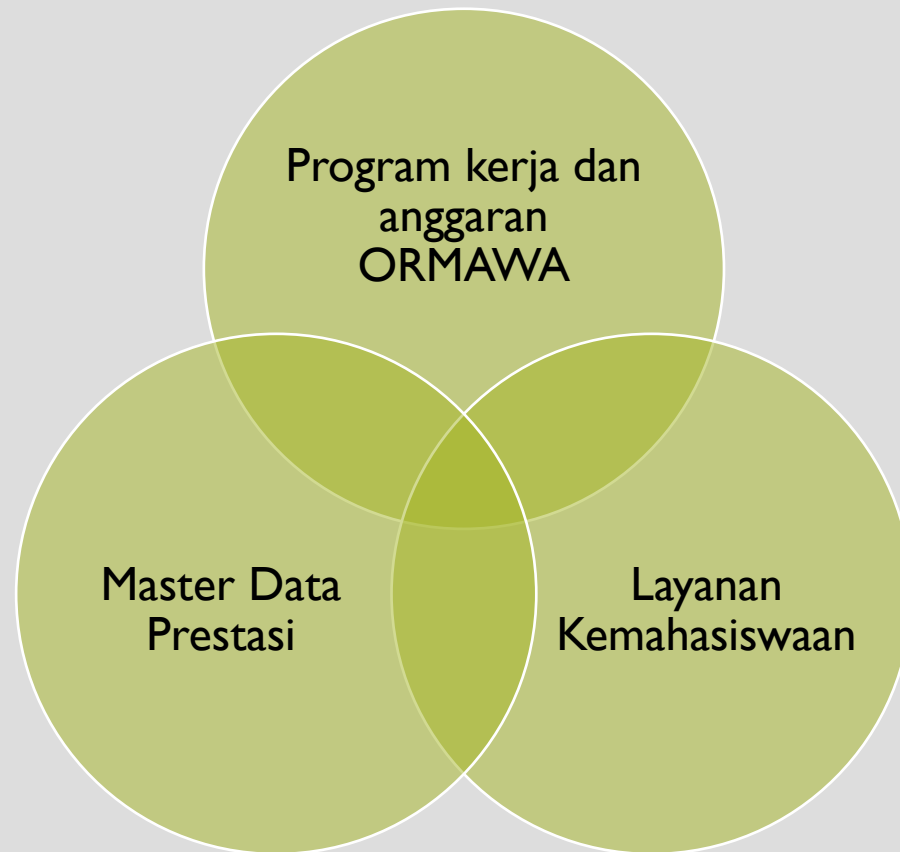 Program kerja dan
anggaran
ORMAWA
Master Data
Prestasi
Layanan
Kemahasiswaan